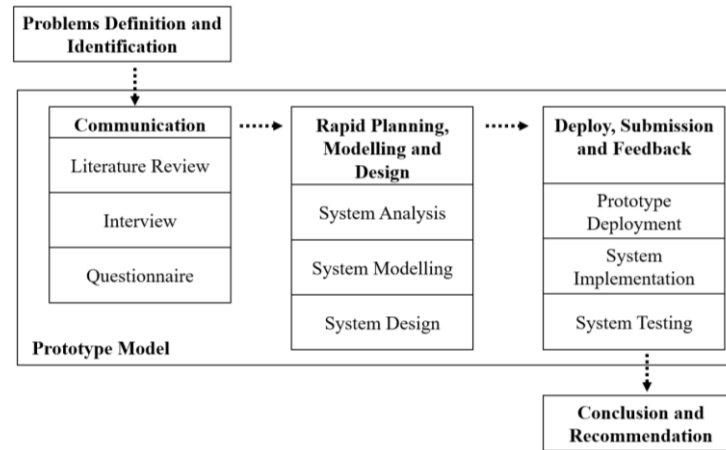 Problems Definition and
Identification
Communication
Literature Review
Interview
Questionnaire
Rapid Planning,
Modelling and
Design
System Analysis
System Modelling
System Design
Deploy, Submission
and Feedback
Prototype
Deployment
System
Implementation
System Testing
Prototype Model
Conclusion and
Recommendation